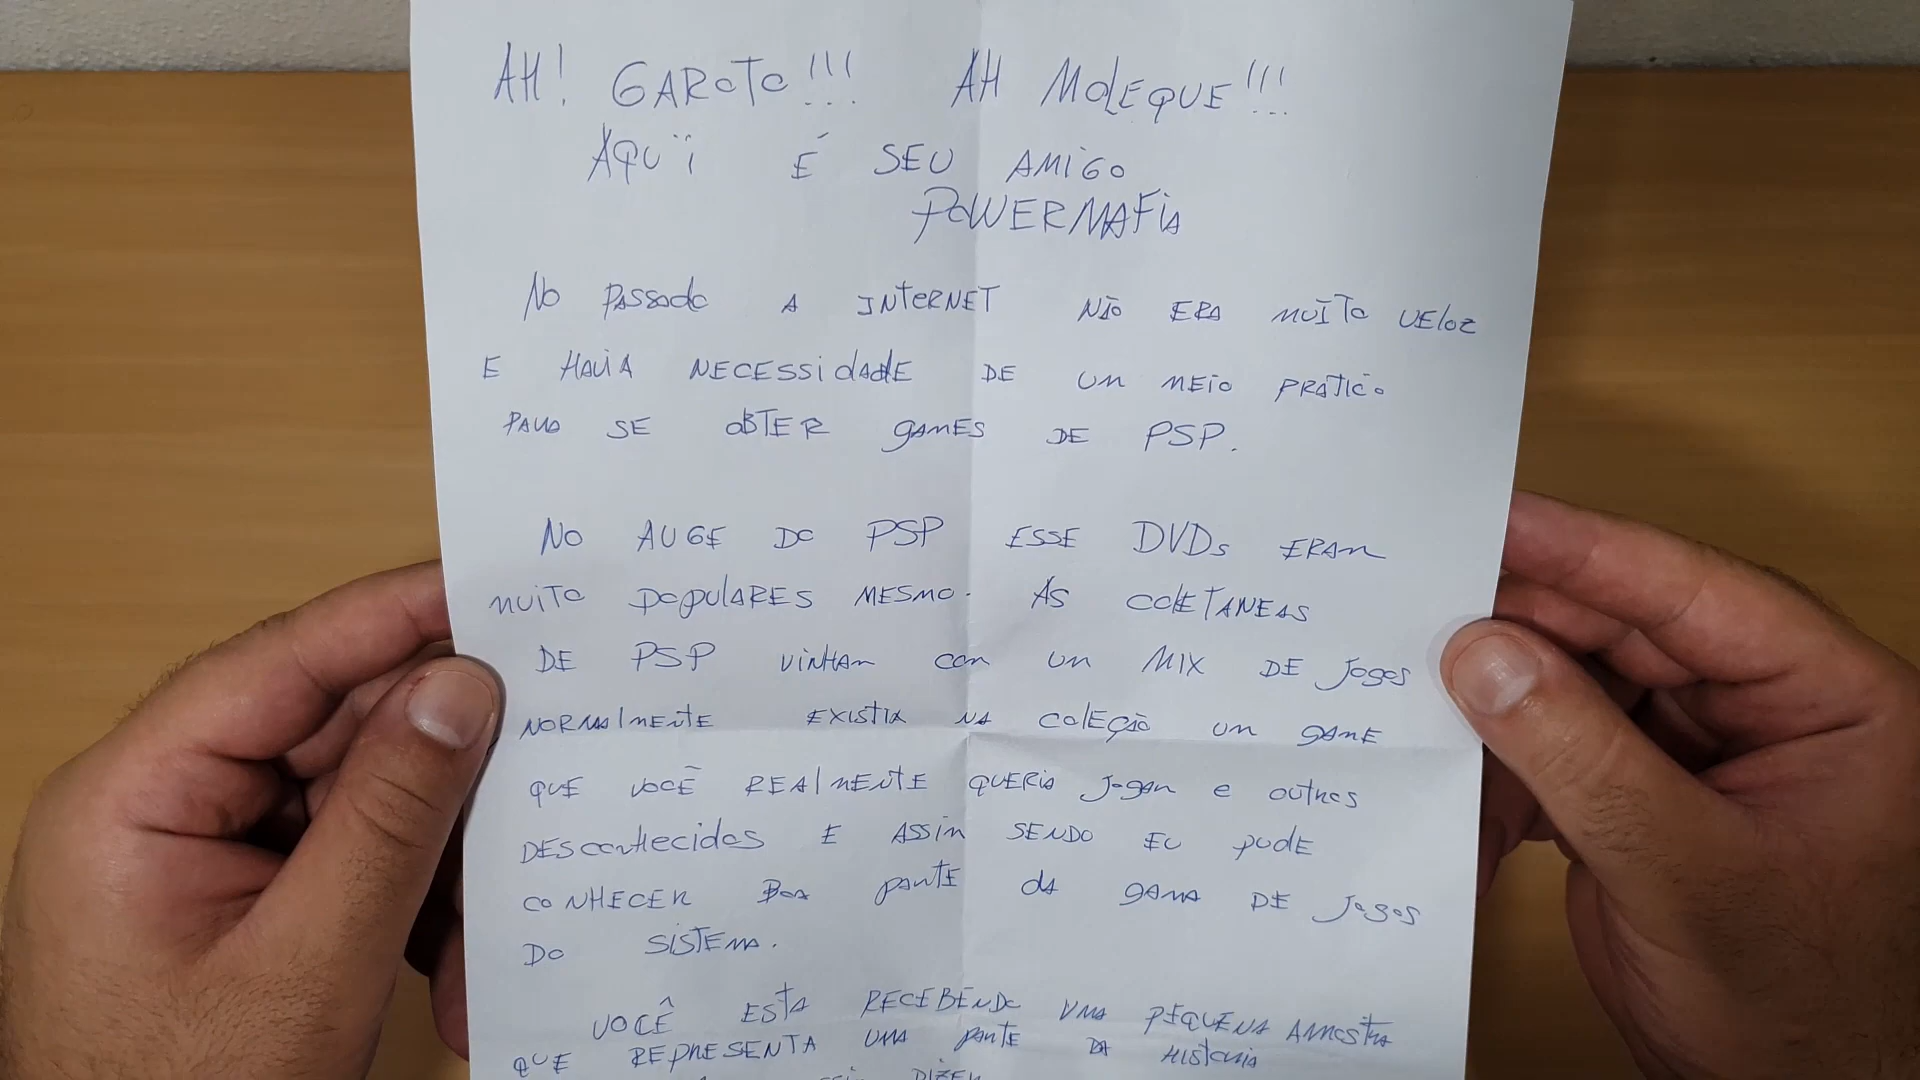 AH! GAROTO!!! AH MOLEQUE!!!
AQUÏ É SEU AMIGO
POWERMAFIA
NO PASSADO A INTERNET NÃO ERA MUITO VELOZ
E HAVIA NECESSIDADE DE UM MEIO PRATICO
PARA SE OBTER GAMES DE PSP.
NO AUGE DO PSP ESSE DVDs ERAM
MUITO POPULARES MESMO. AS COLETANEAS
DE PSP VINHAM COM UM MIX DE JOGOS
NORMALMENTE EXISTIA NA COLEÇÃO UM GAME
QUE VOCÊ REALMENTE QUERIA JOGAR E OUTROS
DESCONHECIDOS E ASSIM SENDO EU PUDE
CONHECER BOA PARTE DA GAMA DE JOGOS
DO SISTEMA.
VOCÊ ESTA RECEBENDO UMA PEQUENA AMOSTRA
QUE REPRESENTA UMA PARTE DA HISTORIA
DIZER